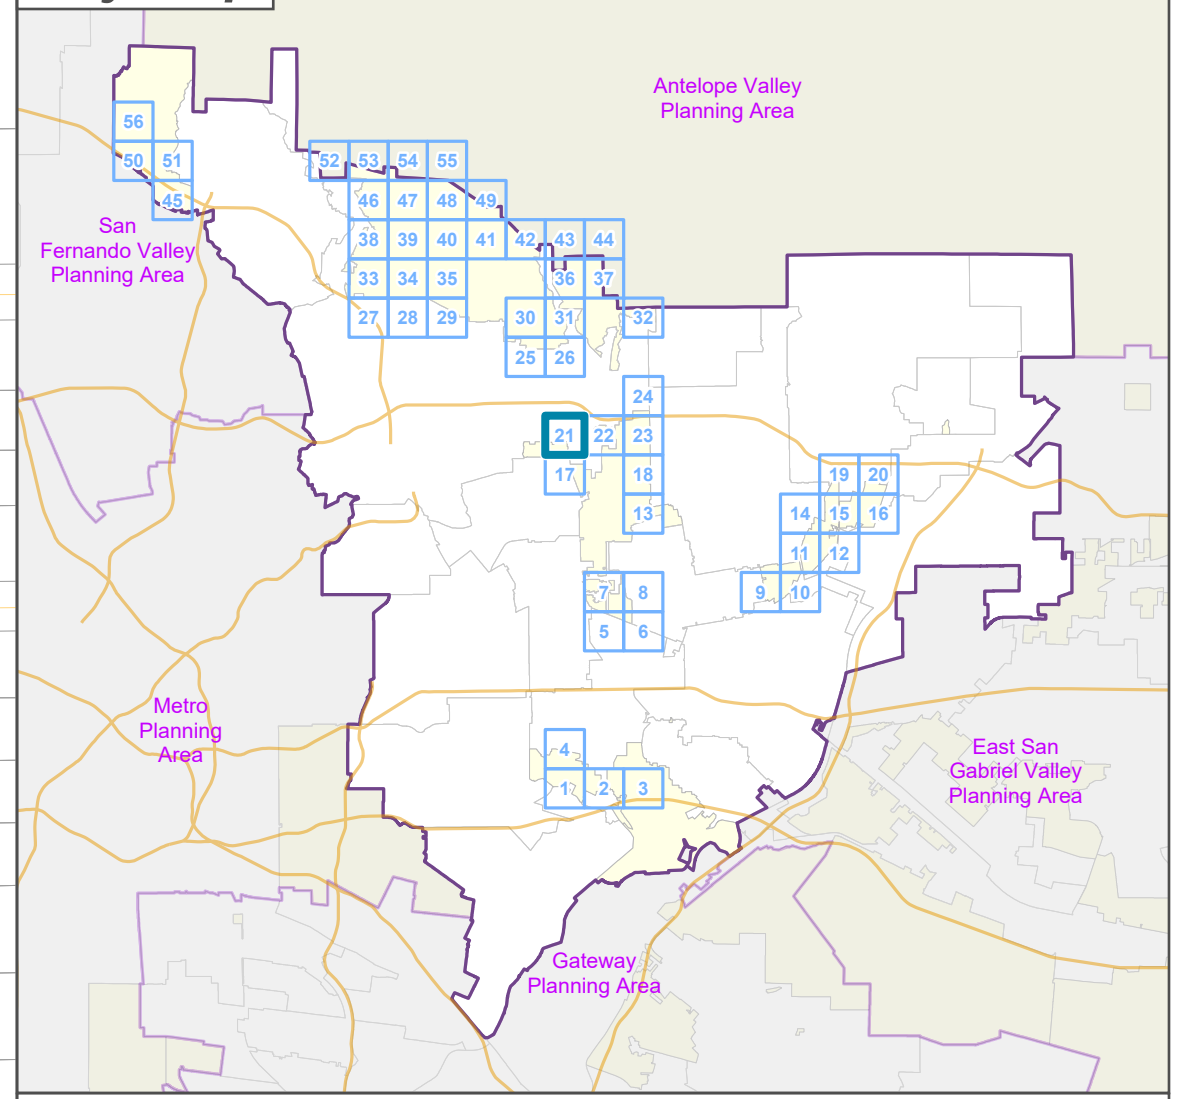 Antelope Valley
Planning Area
56
50 51
52 53 54 55
45
46 47 48 49
San
Fernando Valley
Planning Area
38 39 40 41 42 43 44
33 34 35 36 37
27 28 29 30 31 32
25 26
24
21 22 23
17 18 19 20
13 14 15 16
11 12
7 8 9 10
5 6
Metro
Planning
Area
4
East San
Gabriel Valley
Planning Area
1 2 3
Gateway
Planning Area